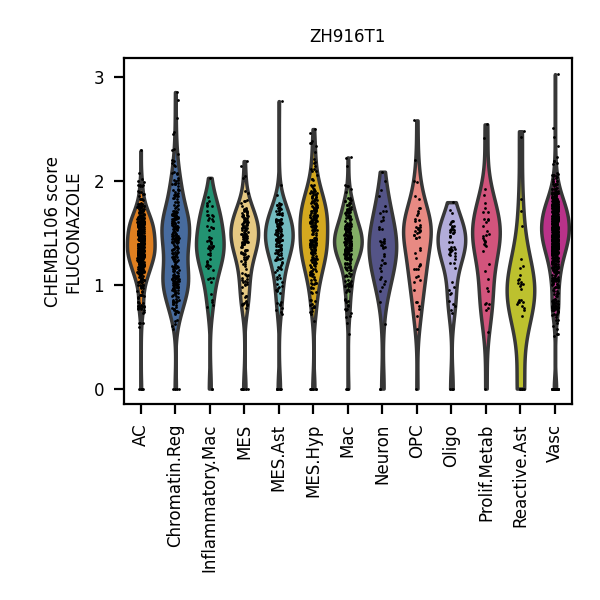 ZH916T1
CHEMBL106 score
FLUCONAZOLE
3
2
1
0
AC
Chromatin.Reg
Inflammatory.Mac
MES
MES.Ast
MES.Hyp
Mac
Neuron
OPC
Oligo
Prolif.Metab
Reactive.Ast
Vasc